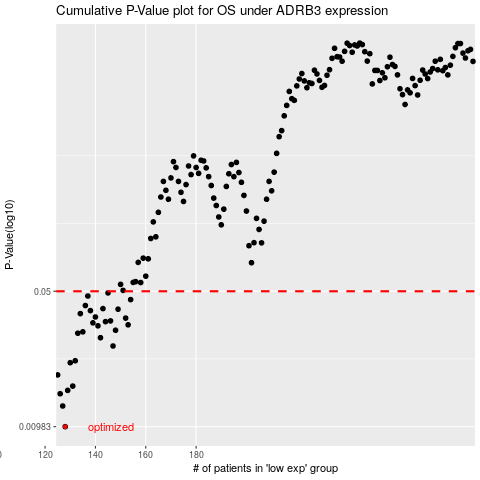 Cumulative P-Value plot for OS under ADRB3 expression
P-Value(log10)
0.05
0.00983
optimized
0 120 140 160 180
# of patients in 'low exp' group